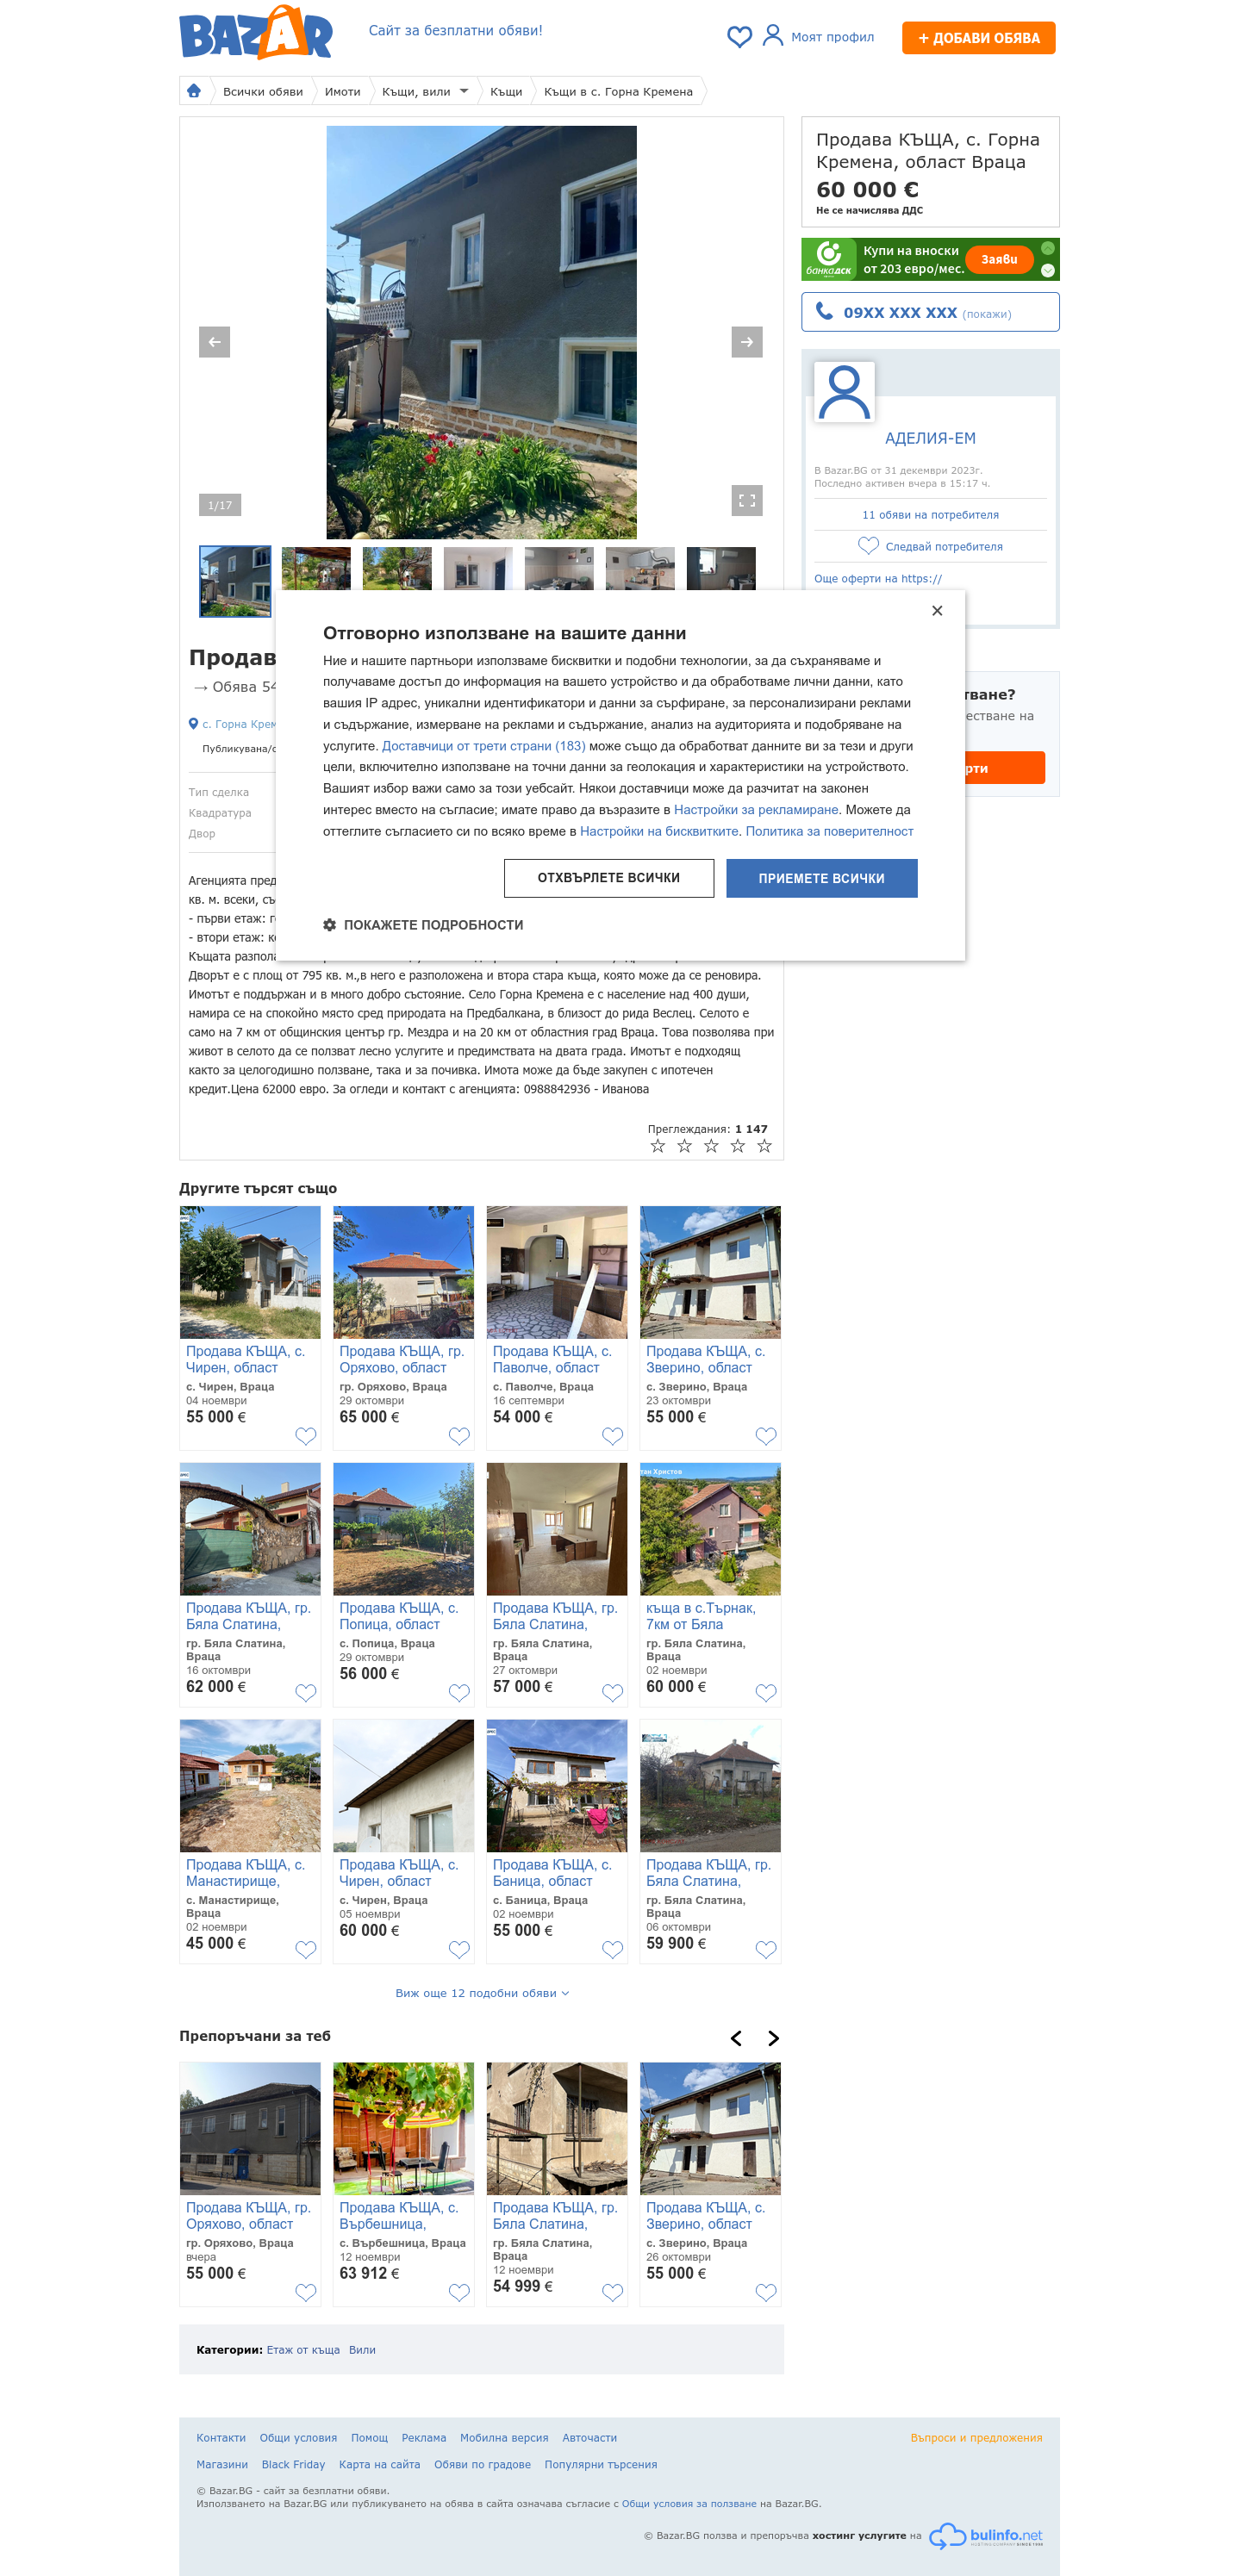 BAZAR
Сайт за безплатни обяви!
Моят профил
+ ДОБАВИ ОБЯВА
Всички обяви
Имоти
Къщи, вили
Къщи
Къщи в с. Горна Кремена
1/17
Продава КЪЩА, с. Горна
Кремена, област Враца
60 000 €
Не се начислява ДДС
банкадск
Купи на вноски
от 203 евро/мес.
Заяви
09XX XXX XXX (покажи)
АДЕЛИЯ-ЕМ
В Bazar.BG от 31 декември 2023г.
Последно активен вчера в 15:17 ч.
11 обяви на потребителя
Следвай потребителя
Още оферти на https://
Отговорно използване на вашите данни
Ние и нашите партньори използваме бисквитки и подобни технологии, за да съхраняваме и
получаваме достъп до информация на вашето устройство и да обработваме лични данни, като
вашия IP адрес, уникални идентификатори и данни за сърфиране, за персонализирани реклами
и съдържание, измерване на реклами и съдържание, анализ на аудиторията и подобряване на
услугите. Доставчици от трети страни (183) може също да обработват данните ви за тези и други
цели, включително използване на точни данни за геолокация и характеристики на устройството.
Вашият избор важи само за този уебсайт. Някои доставчици може да разчитат на законен
интерес вместо на съгласие; имате право да възразите в Настройки за рекламиране. Можете да
оттеглите съгласието си по всяко време в Настройки на бисквитките. Политика за поверителност
ОТХВЪРЛЕТЕ ВСИЧКИ
ПРИЕМЕТЕ ВСИЧКИ
ПОКАЖЕТЕ ПОДРОБНОСТИ
Продав
→ Обява 54
с. Горна Крем
Публикувана/о
Тип сделка
Квадратура
Двор
Агенцията пред
кв. м. всеки, съ
- първи етаж: г
- втори етаж: к
Къщата разпола
Дворът е с площ от 795 кв. м.,в него е разположена и втора стара къща, която може да се реновира.
Имотът е поддържан и в много добро състояние. Село Горна Кремена е с население над 400 души,
намира се на спокойно място сред природата на Предбалкана, в близост до рида Веслец. Селото е
само на 7 км от общинския център гр. Мездра и на 20 км от областния град Враца. Това позволява при
живот в селото да се ползват лесно услугите и предимствата на двата града. Имотът е подходящ
както за целогодишно ползване, така и за почивка. Имота може да бъде закупен с ипотечен
кредит.Цена 62000 евро. За огледи и контакт с агенцията: 0988842936 - Иванова
Преглеждания: 1 147
Другите търсят също
Продава КЪЩА, с.
Чирен, област
с. Чирен, Враца
04 ноември
55 000 €
Продава КЪЩА, гр.
Оряхово, област
гр. Оряхово, Враца
29 октомври
65 000 €
Продава КЪЩА, с.
Паволче, област
с. Паволче, Враца
16 септември
54 000 €
Продава КЪЩА, с.
Зверино, област
с. Зверино, Враца
23 октомври
55 000 €
Продава КЪЩА, гр.
Бяла Слатина,
гр. Бяла Слатина,
Враца
16 октомври
62 000 €
Продава КЪЩА, с.
Попица, област
с. Попица, Враца
29 октомври
56 000 €
Продава КЪЩА, гр.
Бяла Слатина,
гр. Бяла Слатина,
Враца
27 октомври
57 000 €
тан Христов
къща в с.Търнак,
7км от Бяла
гр. Бяла Слатина,
Враца
02 ноември
60 000 €
Продава КЪЩА, с.
Манастирище,
с. Манастирище,
Враца
02 ноември
45 000 €
Продава КЪЩА, с.
Чирен, област
с. Чирен, Враца
05 ноември
60 000 €
Продава КЪЩА, с.
Баница, област
с. Баница, Враца
02 ноември
55 000 €
Продава КЪЩА, гр.
Бяла Слатина,
гр. Бяла Слатина,
Враца
06 октомври
59 900 €
Виж още 12 подобни обяви
Препоръчани за теб
Продава КЪЩА, гр.
Оряхово, област
гр. Оряхово, Враца
вчера
55 000 €
Продава КЪЩА, с.
Върбешница,
с. Върбешница, Враца
12 ноември
63 912 €
Продава КЪЩА, гр.
Бяла Слатина,
гр. Бяла Слатина,
Враца
12 ноември
54 999 €
Продава КЪЩА, с.
Зверино, област
с. Зверино, Враца
26 октомври
55 000 €
Категории: Етаж от къща Вили
Контакти Общи условия Помощ Реклама Мобилна версия Авточасти
Въпроси и предложения
Магазини Black Friday Карта на сайта Обяви по градове Популярни търсения
© Bazar.BG - сайт за безплатни обяви.
Използването на Bazar.BG или публикуването на обява в сайта означава съгласие с Общи условия за ползване на Bazar.BG.
© Bazar.BG ползва и препоръчва хостинг услугите на
bulinfo.net